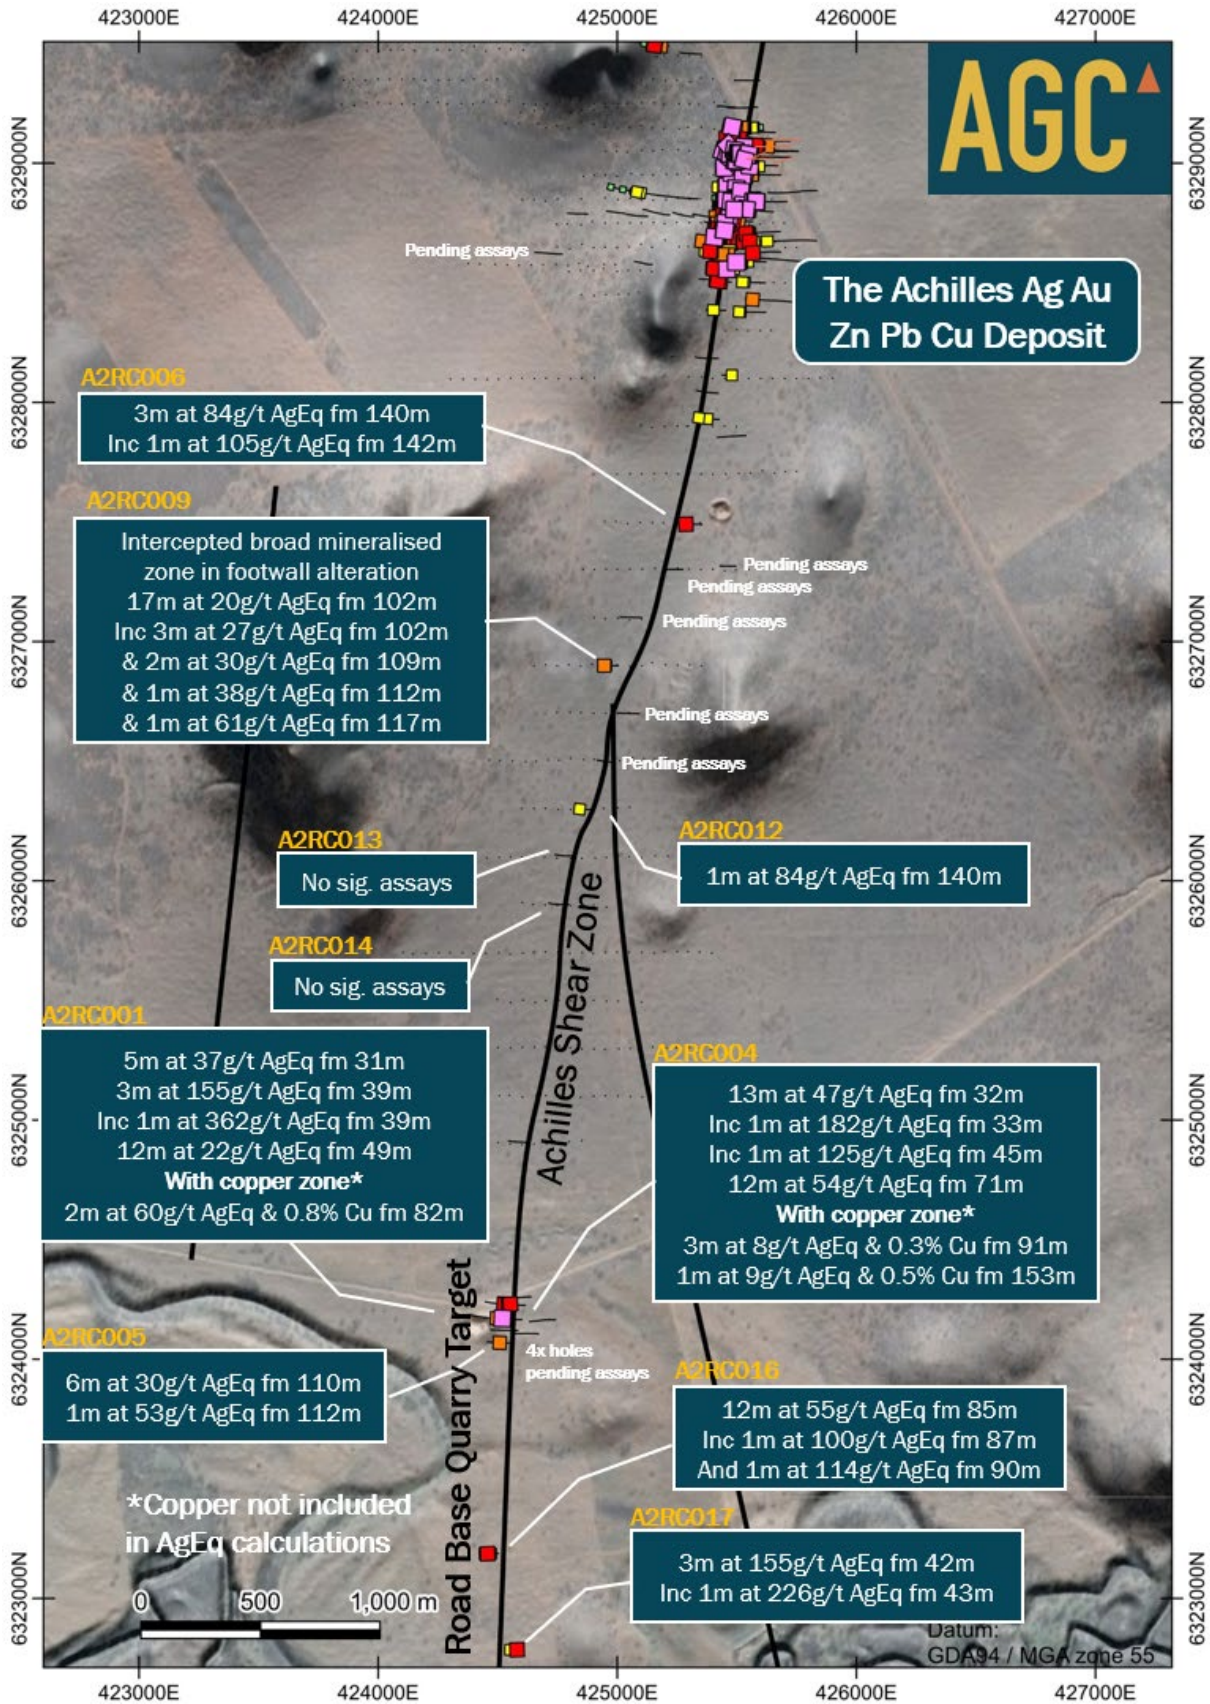 423000E 424000E 425000E 426000E 427000E
AGC
6329000N
6329000N
Pending assays
The Achilles Ag Au
Zn Pb Cu Deposit
A2RC006
3m at 84g/t AgEq fm 140m
Inc 1m at 105g/t AgEq fm 142m
6328000N
6328000N
A2RC009
Intercepted broad mineralised
zone in footwall alteration
17m at 20g/t AgEq fm 102m
Inc 3m at 27g/t AgEq fm 102m
& 2m at 30g/t AgEq fm 109m
& 1m at 38g/t AgEq fm 112m
& 1m at 61g/t AgEq fm 117m
Pending assays
Pending assays
Pending assays
6327000N
6327000N
Pending assays
Pending assays
A2RC013
No sig. assays
A2RC012
1m at 84g/t AgEq fm 140m
6326000N
6326000N
A2RC014
No sig. assays
Achilles Shear Zone
A2RC001
5m at 37g/t AgEq fm 31m
3m at 155g/t AgEq fm 39m
Inc 1m at 362g/t AgEq fm 39m
12m at 22g/t AgEq fm 49m
With copper zone*
2m at 60g/t AgEq & 0.8% Cu fm 82m
A2RC004
13m at 47g/t AgEq fm 32m
Inc 1m at 182g/t AgEq fm 33m
Inc 1m at 125g/t AgEq fm 45m
12m at 54g/t AgEq fm 71m
With copper zone*
3m at 8g/t AgEq & 0.3% Cu fm 91m
1m at 9g/t AgEq & 0.5% Cu fm 153m
6325000N
6325000N
Road Base Quarry Target
A2RC005
6m at 30g/t AgEq fm 110m
1m at 53g/t AgEq fm 112m
4x holes
pending assays
6324000N
6324000N
A2RC016
12m at 55g/t AgEq fm 85m
Inc 1m at 100g/t AgEq fm 87m
And 1m at 114g/t AgEq fm 90m
*Copper not included
in AgEq calculations
A2RC017
3m at 155g/t AgEq fm 42m
Inc 1m at 226g/t AgEq fm 43m
6323000N
6323000N
0 500 1,000 m
Datum:
GDA94 / MGA zone 55
423000E 424000E 425000E 426000E 427000E